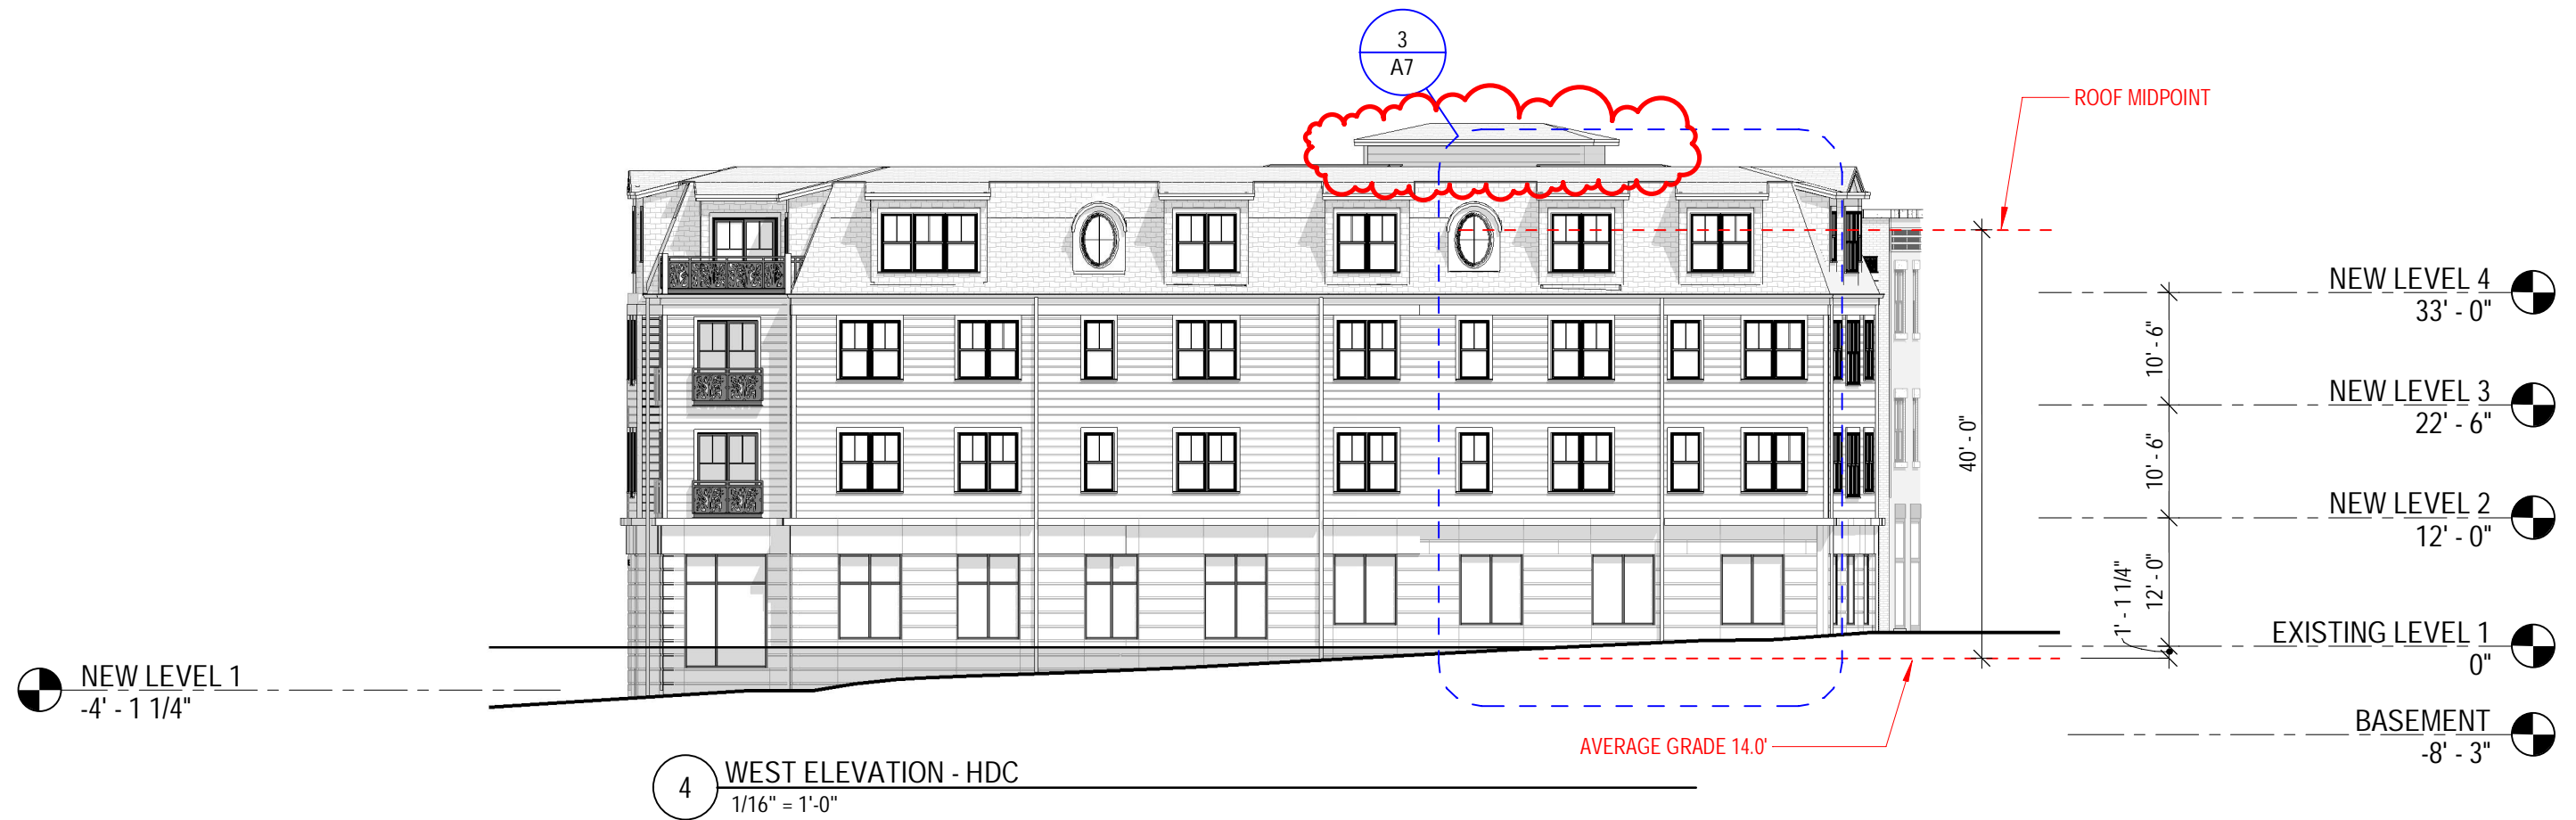 3
A7
ROOF MIDPOINT
NEW LEVEL 4
33' - 0"
10' - 6"
NEW LEVEL 3
22' - 6"
40' - 0"
10' - 6"
NEW LEVEL 2
12' - 0"
1' - 1 1/4"
12' - 0"
EXISTING LEVEL 1
0"
NEW LEVEL 1
-4' - 1 1/4"
BASEMENT
-8' - 3"
AVERAGE GRADE 14.0'
4
WEST ELEVATION - HDC
1/16" = 1'-0"